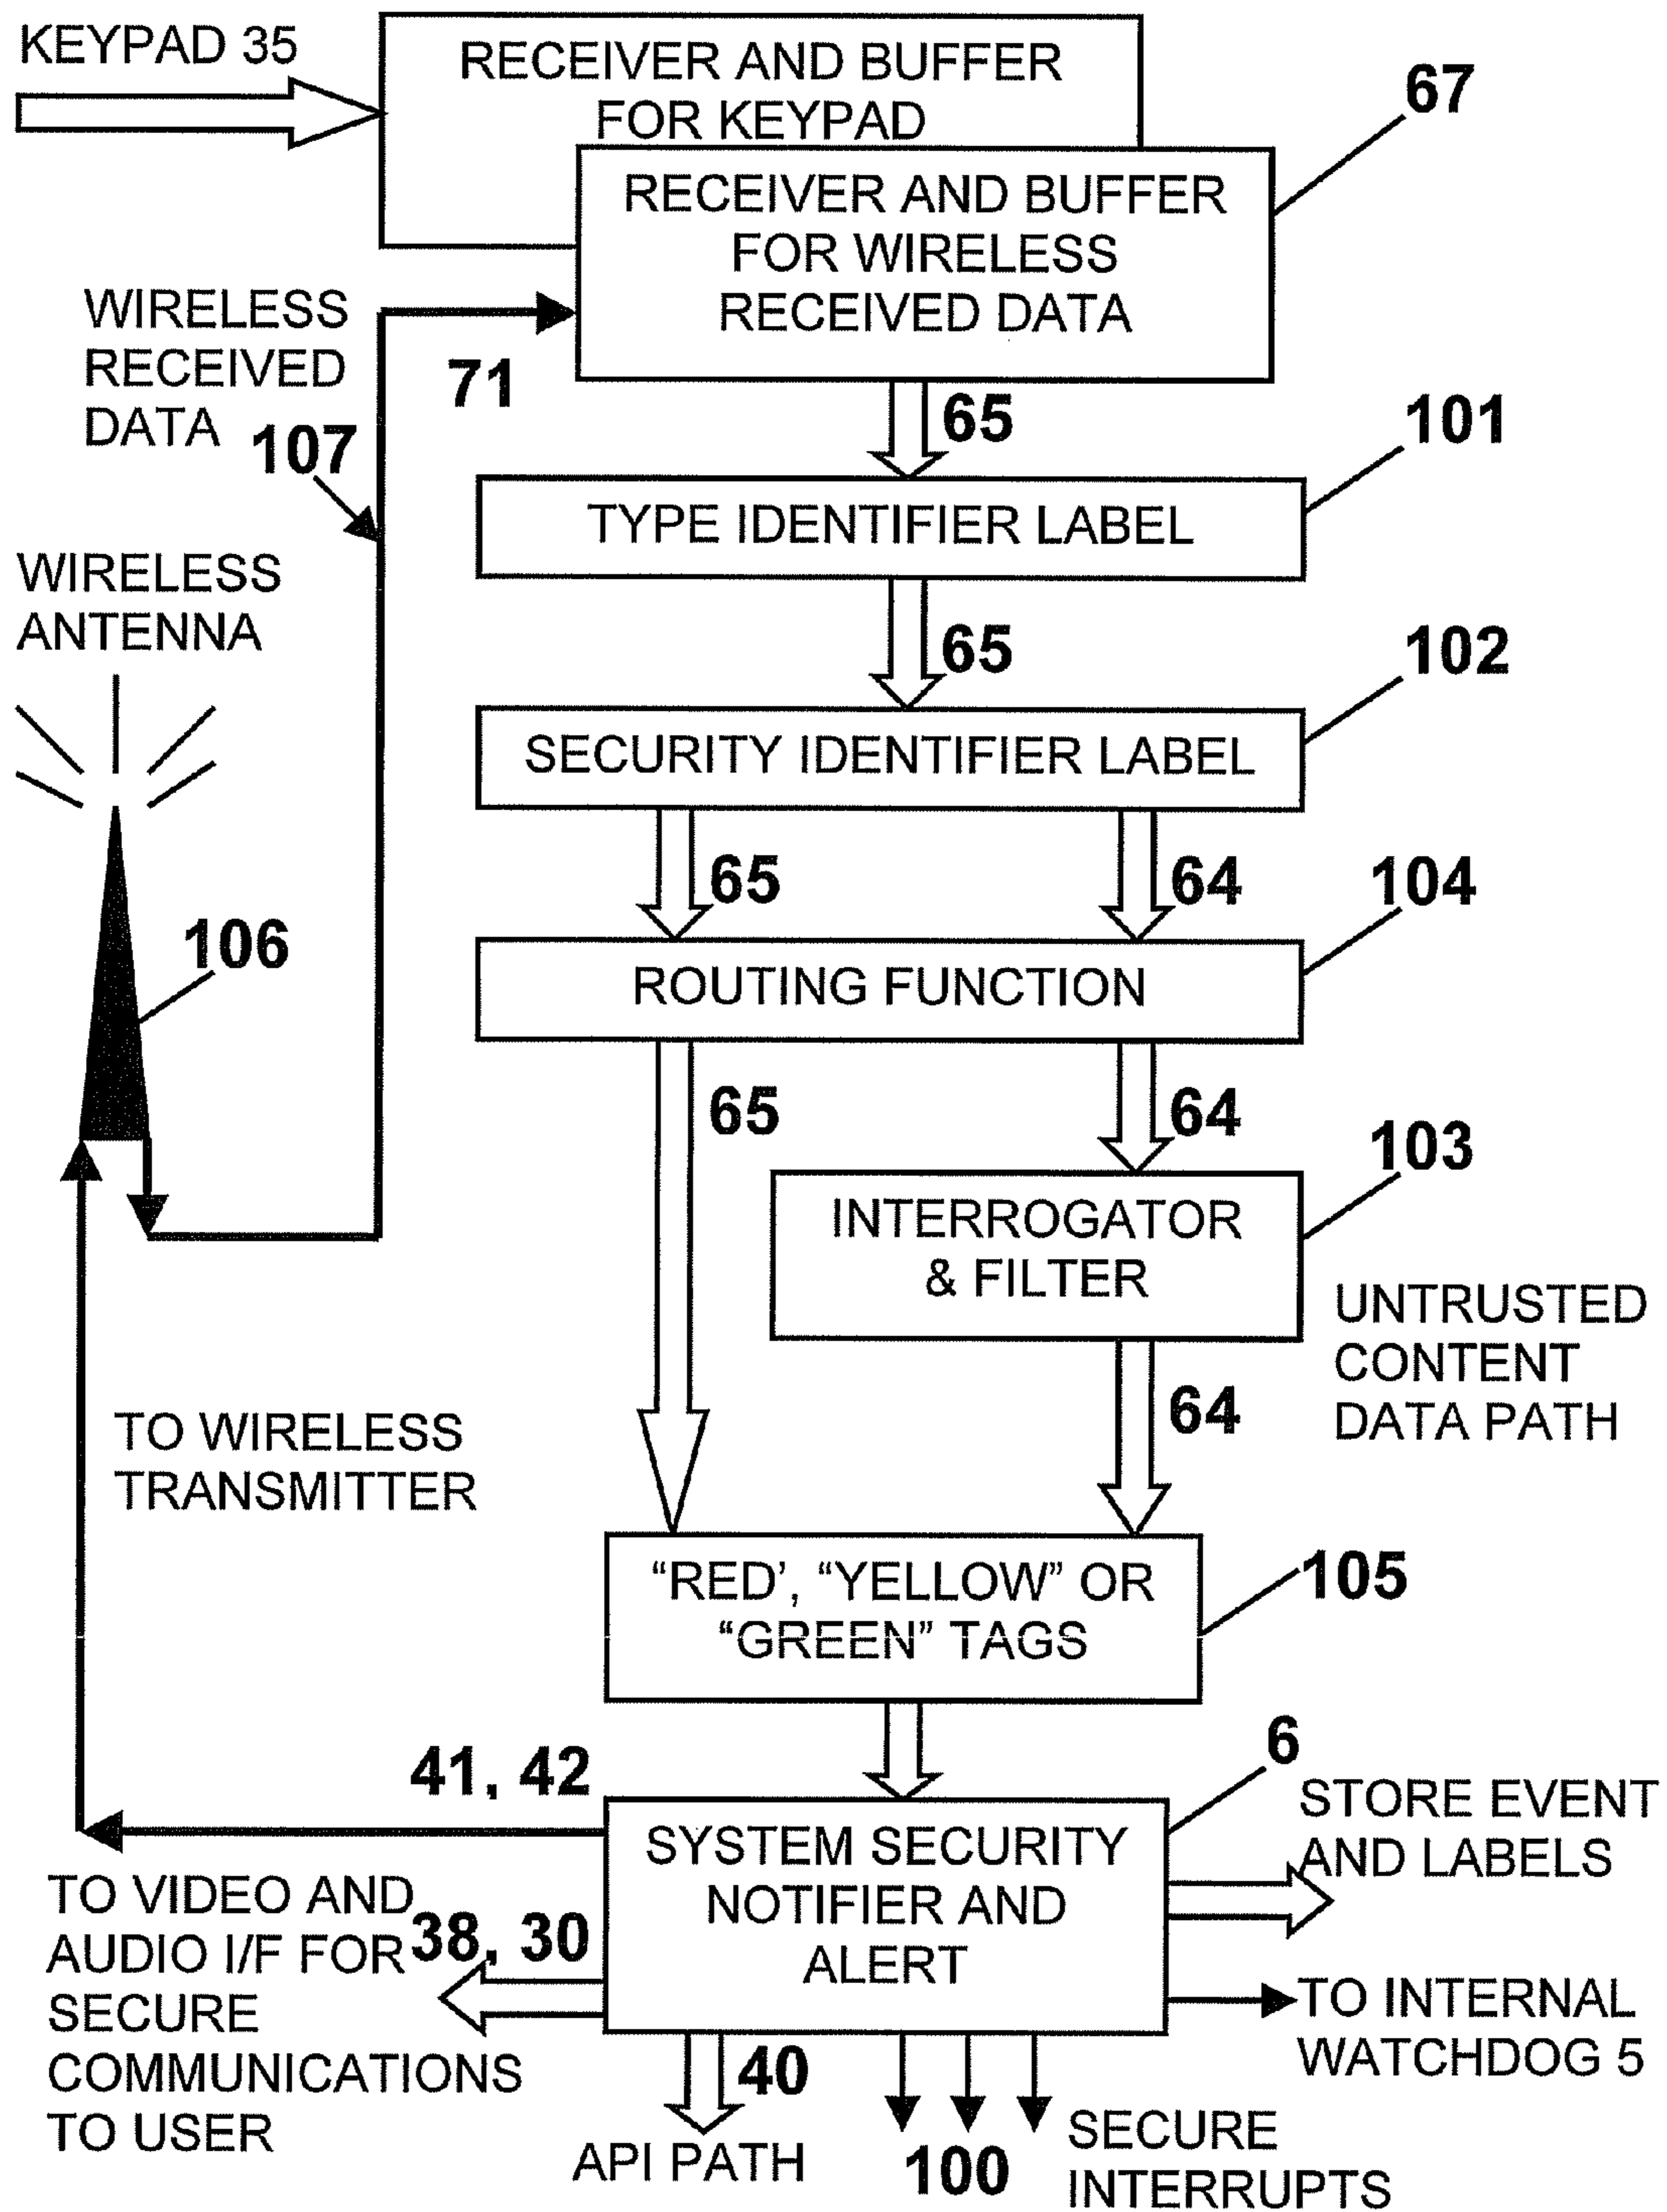 KEYPAD 35
RECEIVER AND BUFFER
FOR KEYPAD
67
RECEIVER AND BUFFER
FOR WIRELESS
RECEIVED DATA
WIRELESS
RECEIVED
DATA
71
107
65
101
TYPE IDENTIFIER LABEL
WIRELESS
ANTENNA
65
102
SECURITY IDENTIFIER LABEL
65
64
104
106
ROUTING FUNCTION
65
64
103
INTERROGATOR
& FILTER
UNTRUSTED
CONTENT
DATA PATH
64
TO WIRELESS
TRANSMITTER
“RED’, “YELLOW” OR
“GREEN” TAGS
105
41, 42
6
STORE EVENT
AND LABELS
SYSTEM SECURITY
NOTIFIER AND
ALERT
TO VIDEO AND
AUDIO I/F FOR
SECURE
COMMUNICATIONS
TO USER
38, 30
TO INTERNAL
WATCHDOG 5
40
API PATH
100
SECURE
INTERRUPTS